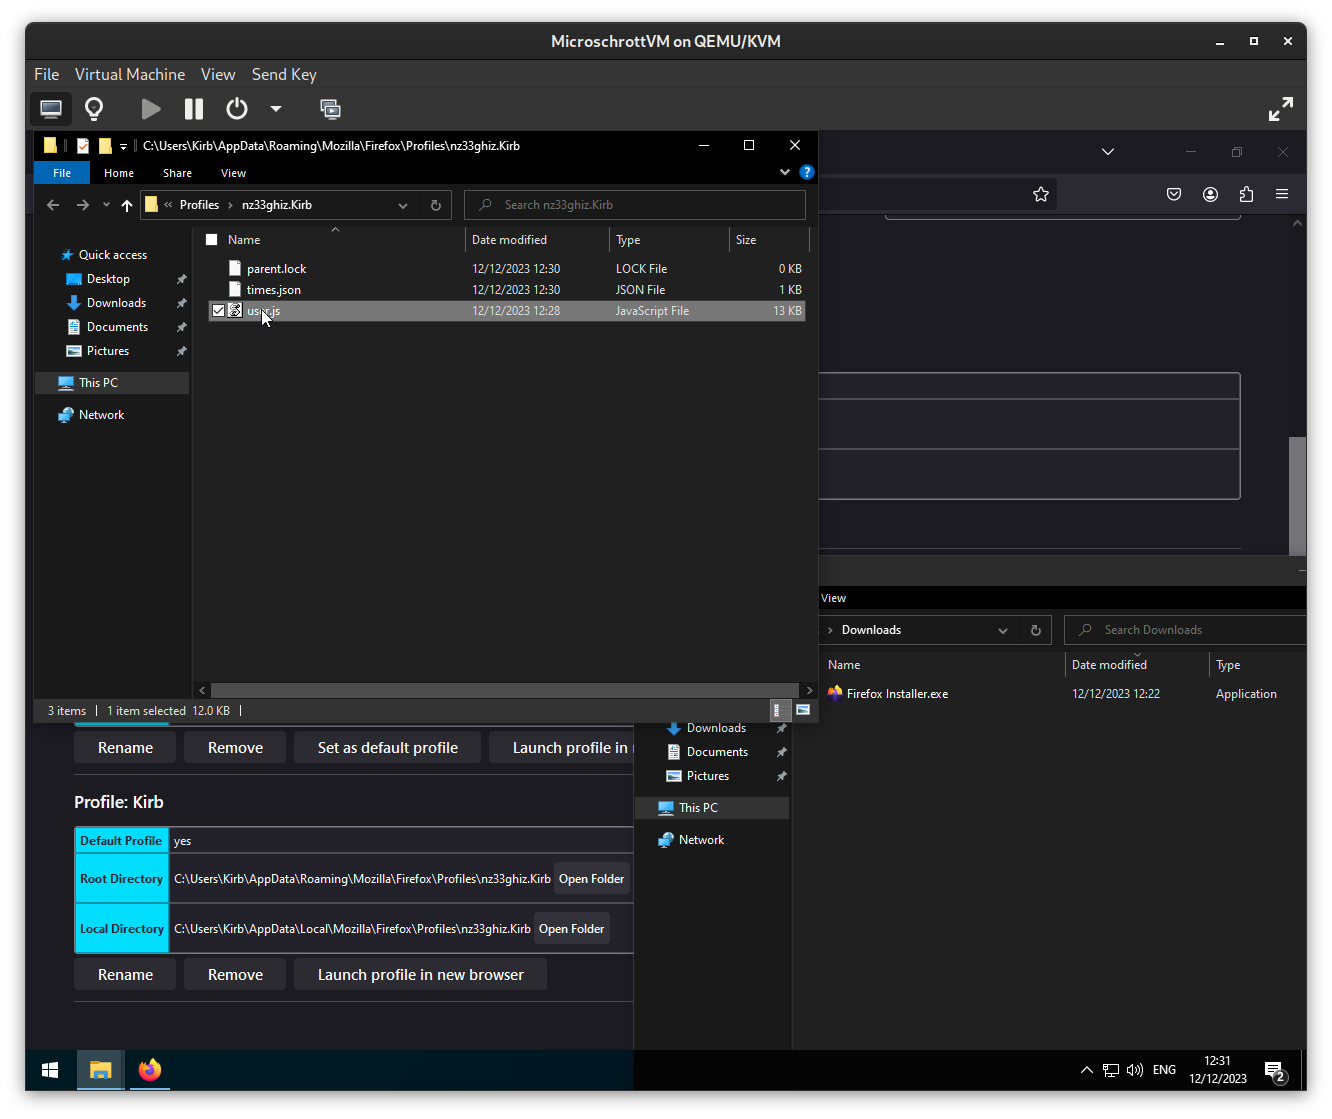 MicroschrottVM on QEMU/KVM
File Virtual Machine View Send Key
C:\Users\Kirb\AppData\Roaming\Mozilla\Firefox\Profiles\nz33ghiz.Kirb
File Home Share View
Profiles nz33ghiz.Kirb Search nz33ghiz.Kirb
Name Date modified Type Size
Quick access
Desktop
Downloads
Documents
Pictures
This PC
Network
parent.lock 12/12/2023 12:30 LOCK File 0 KB
times.json 12/12/2023 12:30 JSON File 1 KB
12/12/2023 12:28 JavaScript File 13 KB
3 items 1 item selected 12.0 KB
View
Downloads Search Downloads
Name Date modified Type
Firefox Installer.exe 12/12/2023 12:22 Application
Downloads
Documents
Pictures
This PC
Network
Rename Remove Set as default profile Launch profile in
Profile: Kirb
Default Profile yes
Root Directory C:\Users\Kirb\AppData\Roaming\Mozilla\Firefox\Profiles\nz33ghiz.Kirb Open Folder
Local Directory C:\Users\Kirb\AppData\Local\Mozilla\Firefox\Profiles\nz33ghiz.Kirb Open Folder
Rename Remove Launch profile in new browser
ENG
12:31
12/12/2023
2